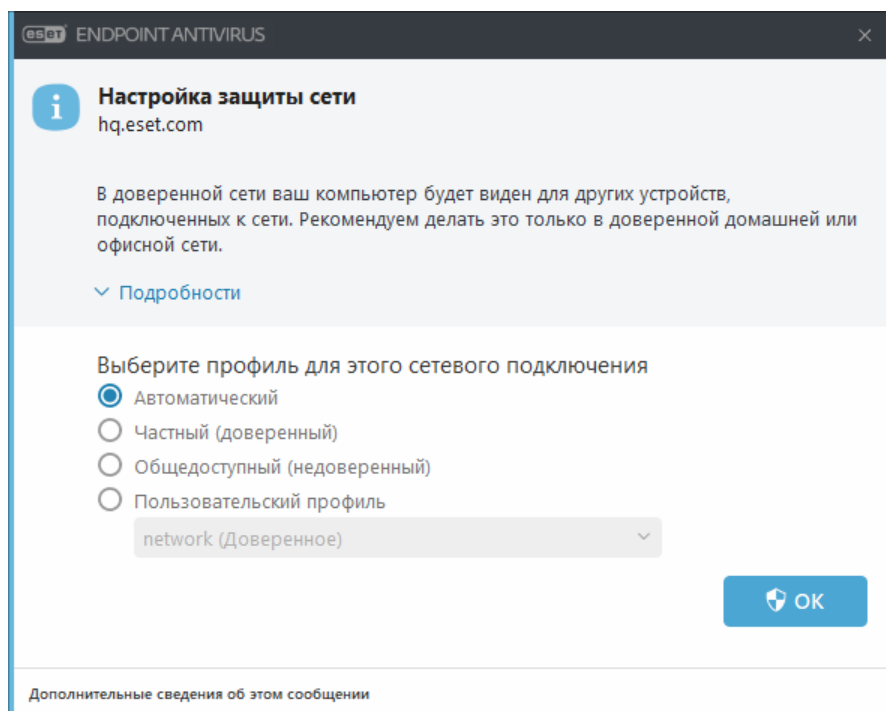 eset ENDPOINT ANTIVIRUS
Настройка защиты сети
hq.eset.com
В доверенной сети ваш компьютер будет виден для других устройств,
подключенных к сети. Рекомендуем делать это только в доверенной домашней или
офисной сети.
Подробности
Выберите профиль для этого сетевого подключения
Автоматический
Частный (доверенный)
Общедоступный (недоверенный)
Пользовательский профиль
network (Доверенное)
ОК
Дополнительные сведения об этом сообщении